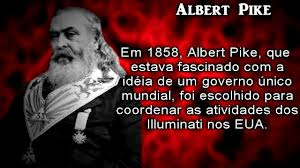 Albert Pike
Em 1858, Albert Pike, que
estava fascinado com a
idéia de um governo único
mundial, foi escolhido para
coordenar as atividades dos
Illuminati nos EUA.